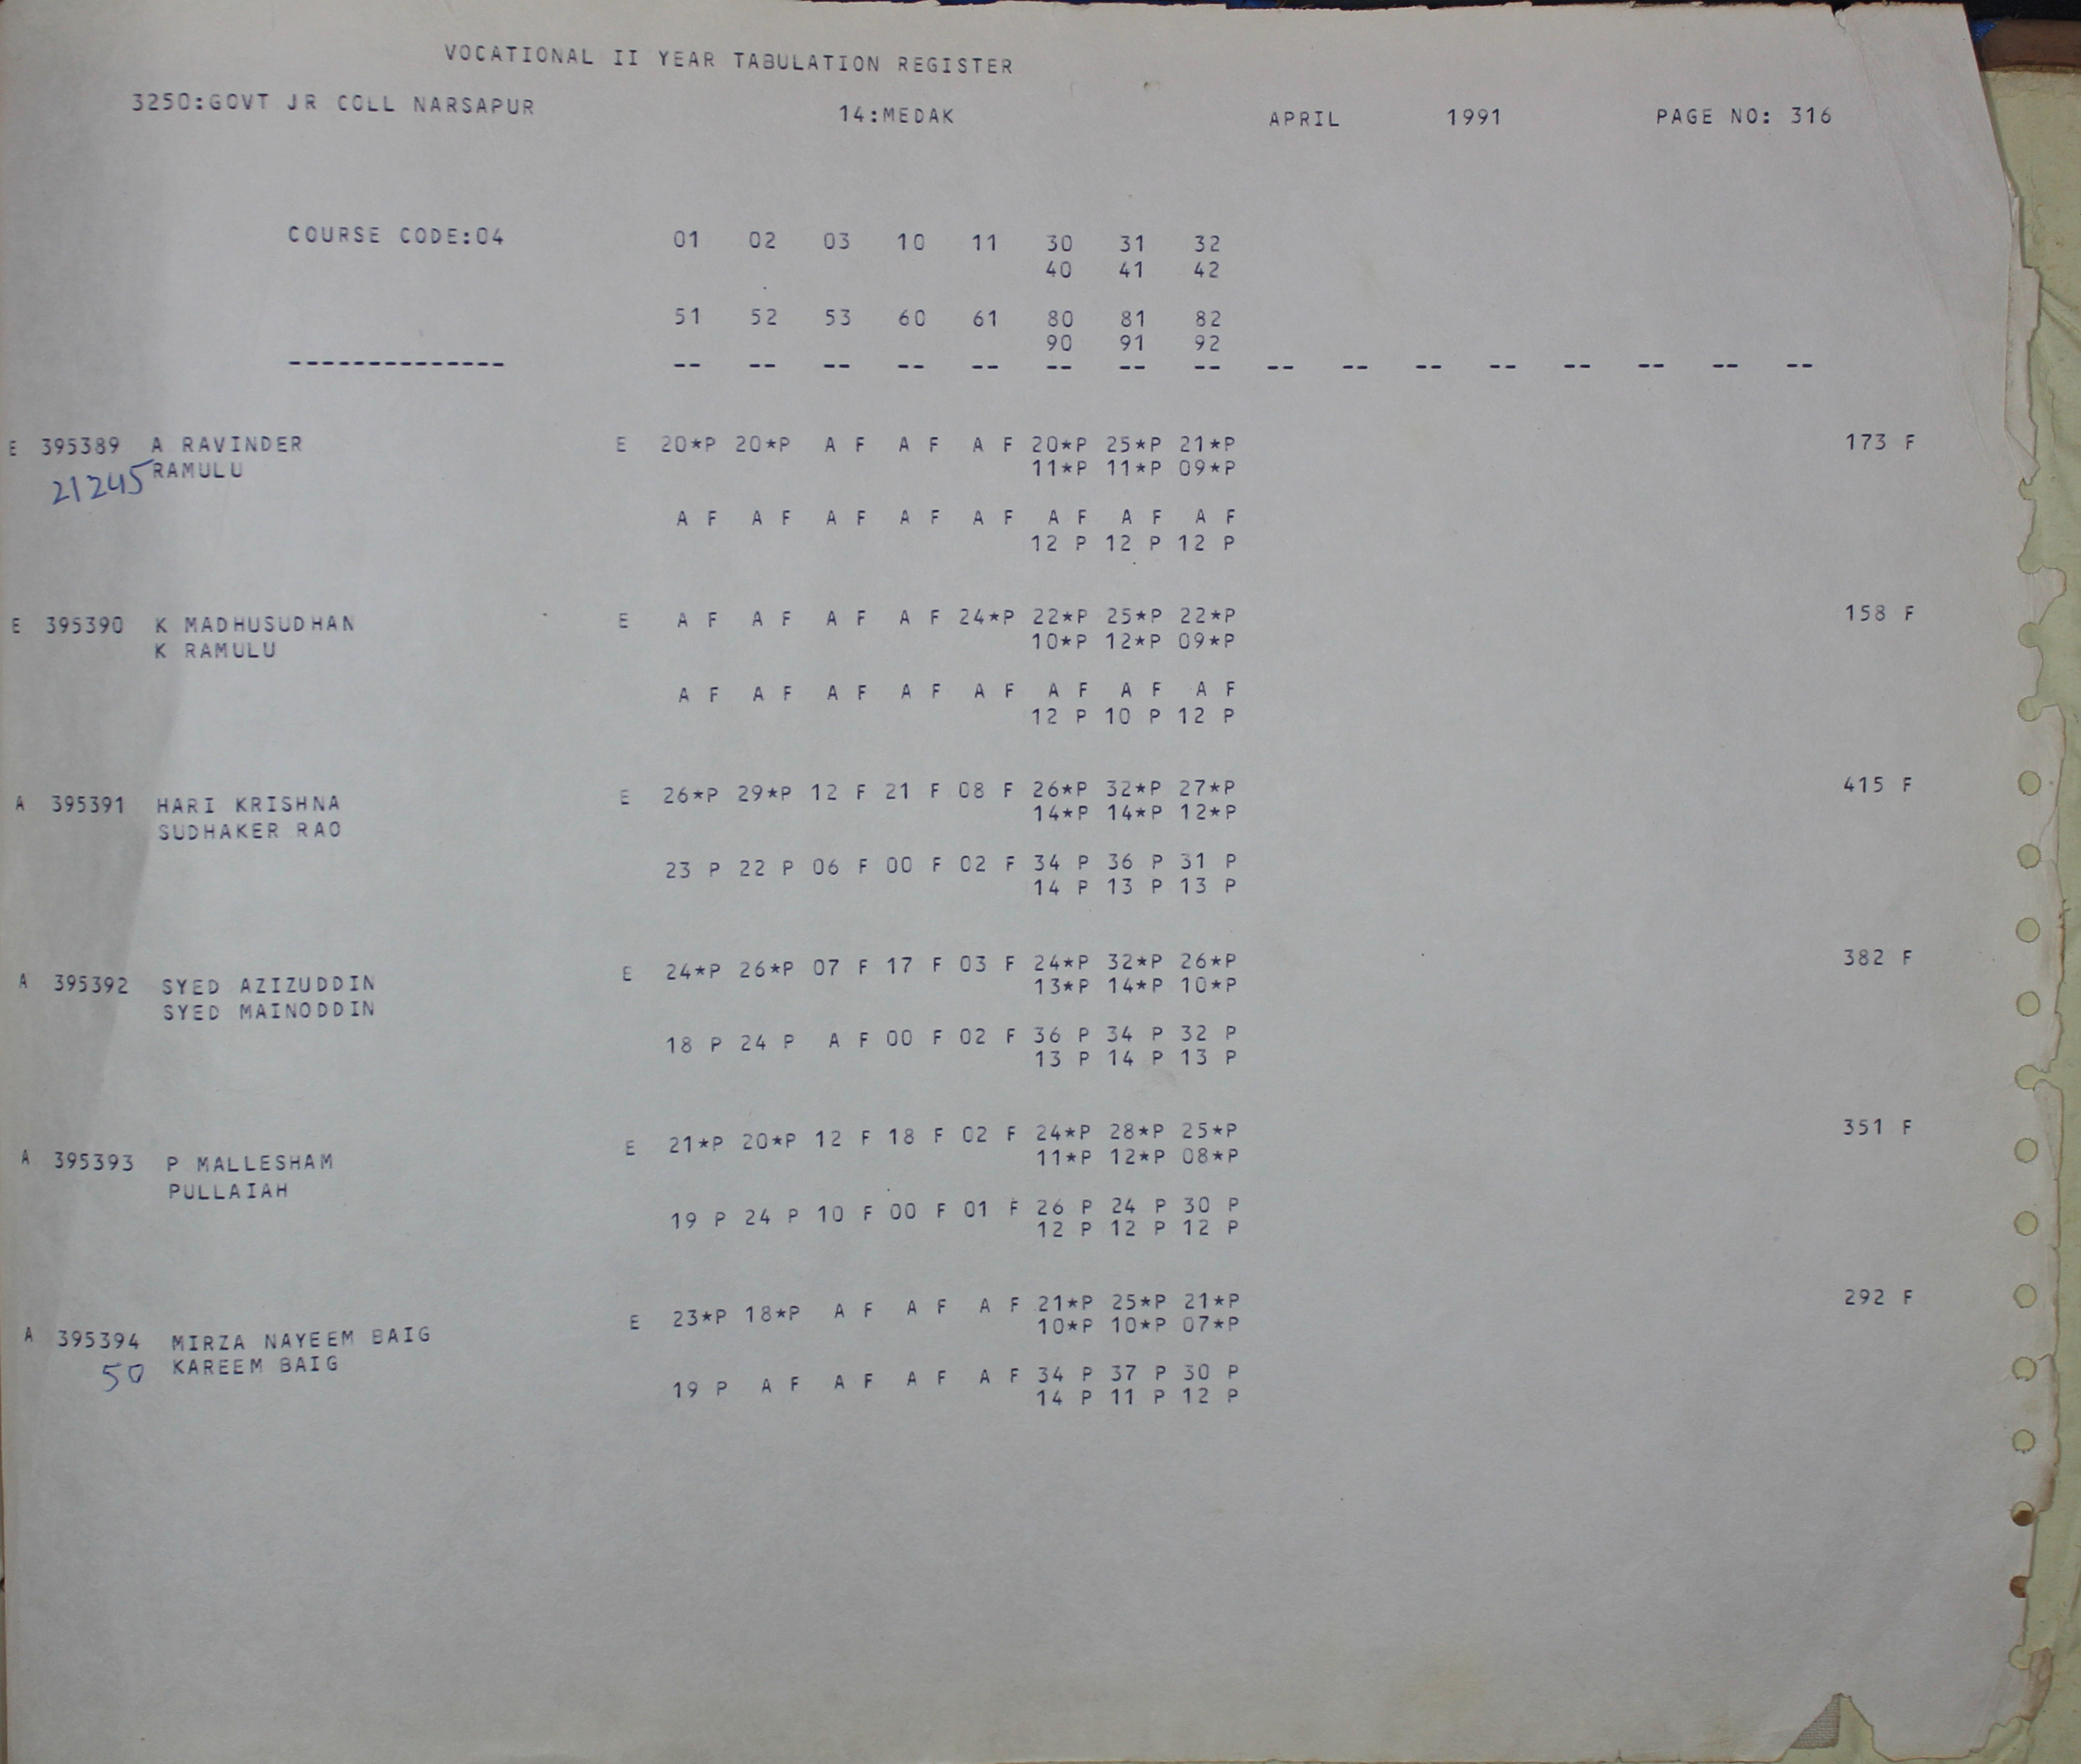 VOCATIONAL II YEAR TABULATION REGISTER
3250:GOVT JR COLL NARSAPUR 14:MEDAK APRIL 1991 PAGE NO: 316
COURSE CODE:04 01 02 03 10 11 30 31 32
40 41 42
51 52 53 60 61 80 81 82
90 91 92
-------------- -- -- -- -- -- -- -- -- -- -- -- -- -- -- -- --
E 395389 A RAVINDER E 20*P 20*P A F A F A F 20*P 25*P 21*P 173 F
21245 RAMULU 11*P 11*P 09*P
A F A F A F A F A F A F A F A F
12 P 12 P 12 P
E 395390 K MADHUSUDHAN E A F A F A F A F 24*P 22*P 25*P 22*P 158 F
K RAMULU 10*P 12*P 09*P
A F A F A F A F A F A F A F A F
12 P 10 P 12 P
A 395391 HARI KRISHNA E 26*P 29*P 12 F 21 F 08 F 26*P 32*P 27*P 415 F
SUDHAKER RAO 14*P 14*P 12*P
23 P 22 P 06 F 00 F 02 F 34 P 36 P 31 P
14 P 13 P 13 P
A 395392 SYED AZIZUDDIN E 24*P 26*P 07 F 17 F 03 F 24*P 32*P 26*P 382 F
SYED MAINODDIN 13*P 14*P 10*P
18 P 24 P A F 00 F 02 F 36 P 34 P 32 P
13 P 14 P 13 P
A 395393 P MALLESHAM E 21*P 20*P 12 F 18 F 02 F 24*P 28*P 25*P 351 F
PULLAIAH 11*P 12*P 08*P
19 P 24 P 10 F 00 F 01 F 26 P 24 P 30 P
12 P 12 P 12 P
A 395394 MIRZA NAYEEM BAIG E 23*P 18*P A F A F A F 21*P 25*P 21*P 292 F
50 KAREEM BAIG 10*P 10*P 07*P
19 P A F A F A F A F 34 P 37 P 30 P
14 P 11 P 12 P